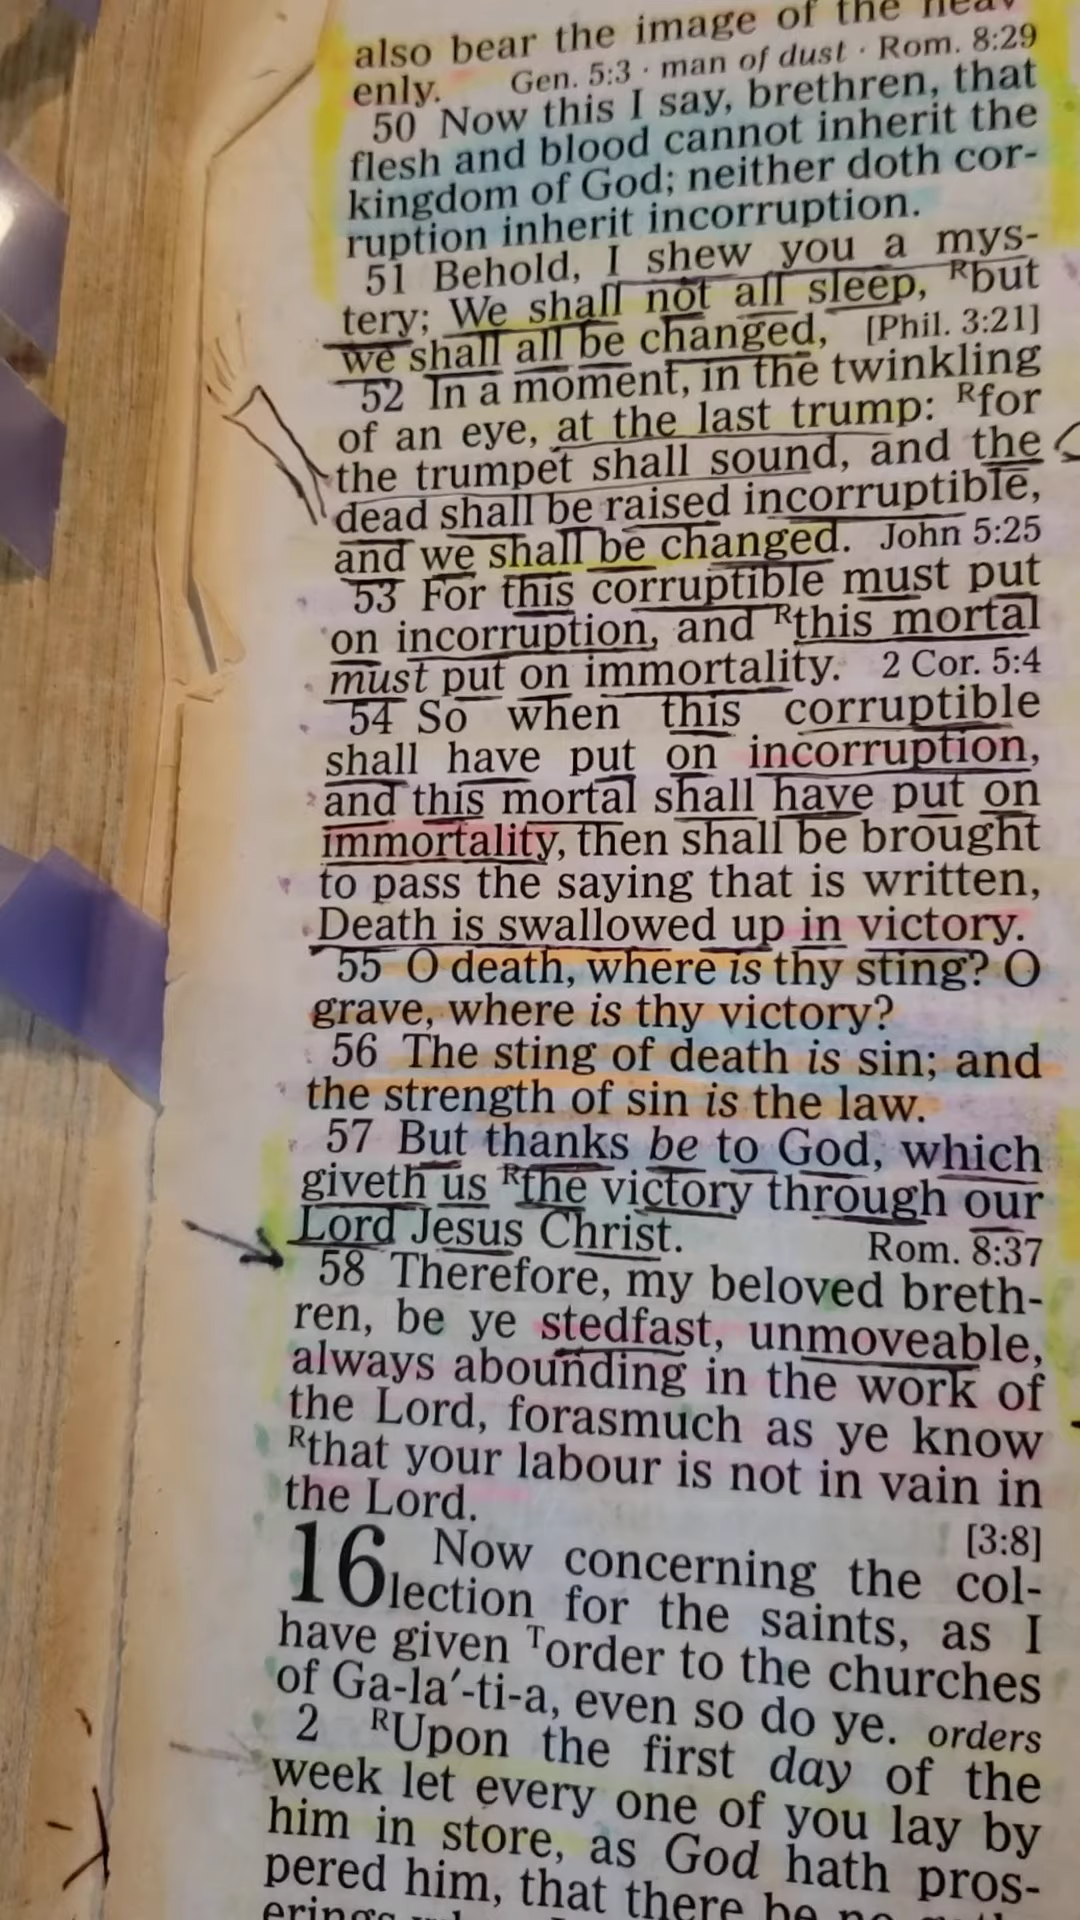 also bear the image of the heav
enly. Gen. 5:3 · man of dust · Rom. 8:29
50 Now this I say, brethren, that
flesh and blood cannot inherit the
kingdom of God; neither doth cor-
ruption inherit incorruption.
51 Behold, I shew you a mys-
tery; We shall not all sleep, Rbut
we shall all be changed, [Phil. 3:21]
52 In a moment, in the twinkling
of an eye, at the last trump: Rfor
the trumpet shall sound, and the
dead shall be raised incorruptible,
and we shall be changed. John 5:25
53 For this corruptible must put
on incorruption, and Rthis mortal
must put on immortality. 2 Cor. 5:4
54 So when this corruptible
shall have put on incorruption,
and this mortal shall have put on
immortality, then shall be brought
to pass the saying that is written,
Death is swallowed up in victory.
55 O death, where is thy sting? O
grave, where is thy victory?
56 The sting of death is sin; and
the strength of sin is the law.
57 But thanks be to God, which
giveth us Rthe victory through our
Lord Jesus Christ. Rom. 8:37
58 Therefore, my beloved breth-
ren, be ye stedfast, unmoveable,
always abounding in the work of
the Lord, forasmuch as ye know
Rthat your labour is not in vain in
the Lord. [3:8]
16 Now concerning the col-
lection for the saints, as I
have given Torder to the churches
of Ga-la′-ti-a, even so do ye. orders
2 RUpon the first day of the
week let every one of you lay by
him in store, as God hath pros-
pered him, that there be no